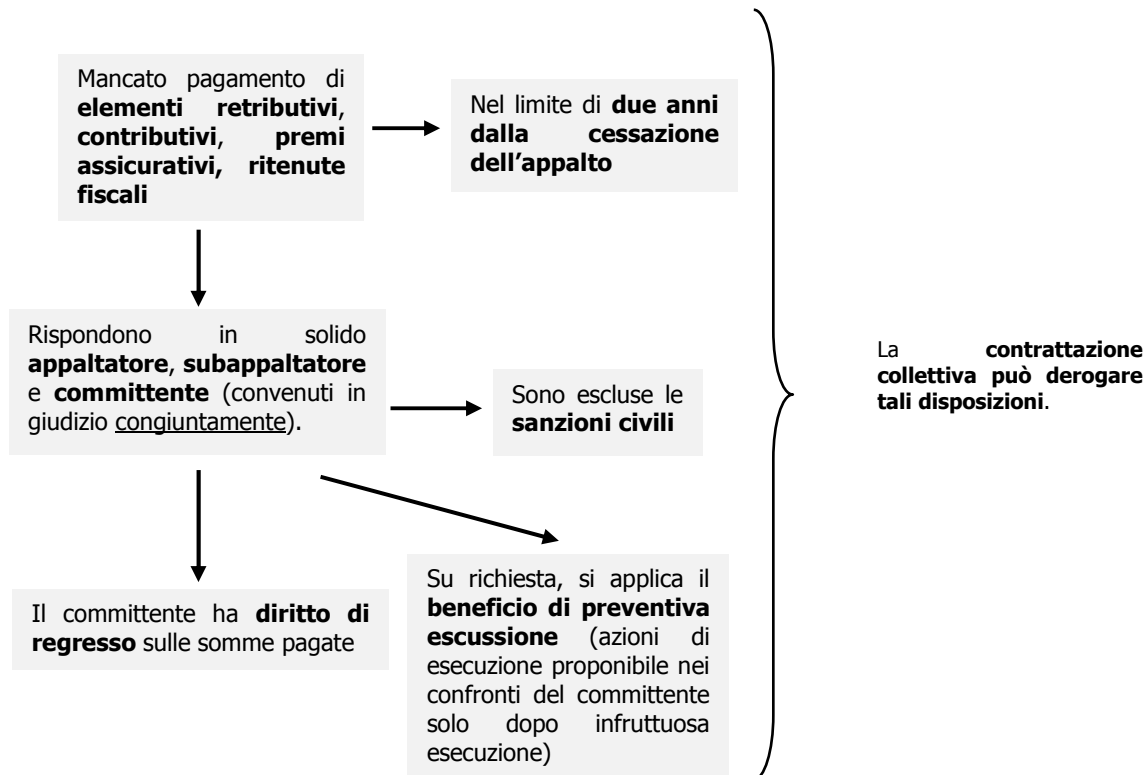 Mancato pagamento di
elementi retributivi,
contributivi, premi
assicurativi, ritenute
fiscali
Nel limite di due anni
dalla cessazione
dell’appalto
Rispondono in solido
appaltatore, subappaltatore
e committente (convenuti in
giudizio congiuntamente).
Sono escluse le
sanzioni civili
La contrattazione
collettiva può derogare
tali disposizioni.
Il committente ha diritto di
regresso sulle somme pagate
Su richiesta, si applica il
beneficio di preventiva
escussione (azioni di
esecuzione proponibile nei
confronti del committente
solo dopo infruttuosa
esecuzione)